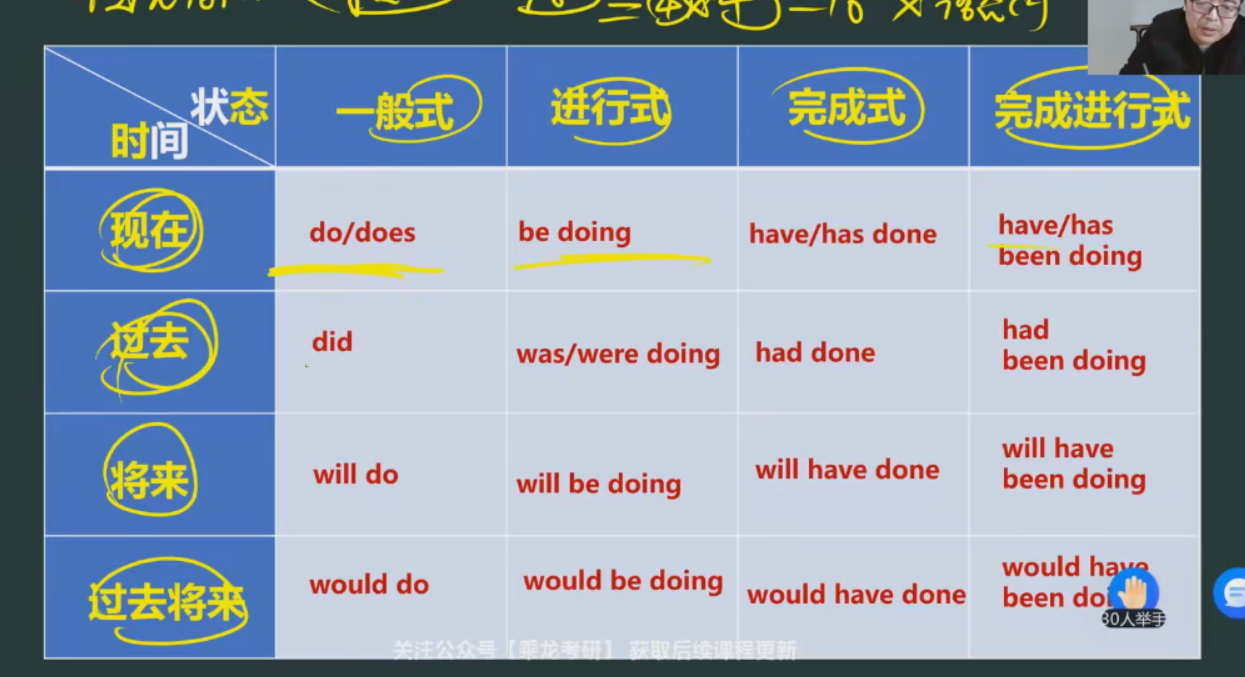 状态
时间
一般式
进行式
完成式
完成进行式
现在
do/does
be doing
have/has done
have/has
been doing
过去
did
was/were doing
had done
had
been doing
将来
will do
will be doing
will have done
will have
been doing
过去将来
would do
would be doing
would have done
would have
been doi
30人举手
关注公众号【乘龙考研】 获取后续课程更新